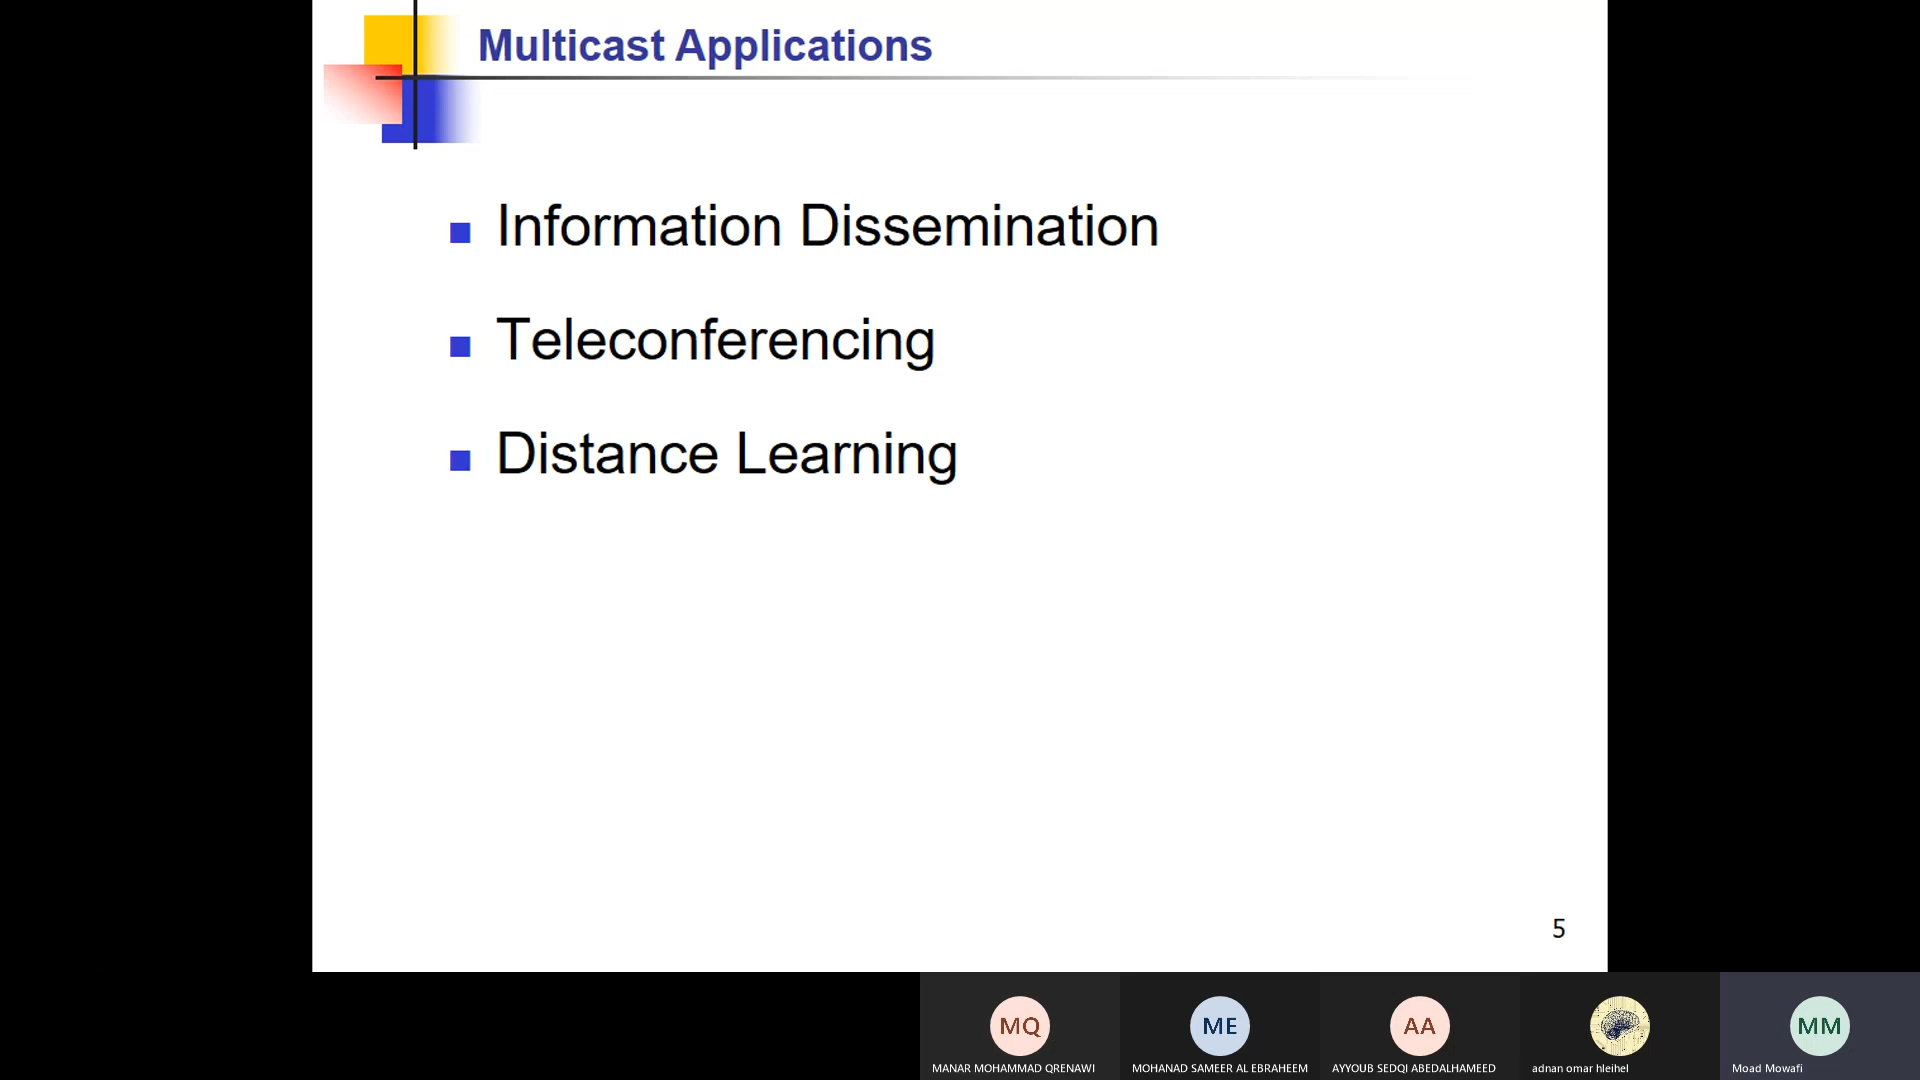 Multicast Applications
Information Dissemination
Teleconferencing
Distance Learning
5
MQ
ME
AA
MM
MANAR MOHAMMAD QRENAWI
MOHANAD SAMEER AL EBRAHEEM
AYYOUB SEDQI ABEDALHAMEED
adnan omar hleihel
Moad Mowafi